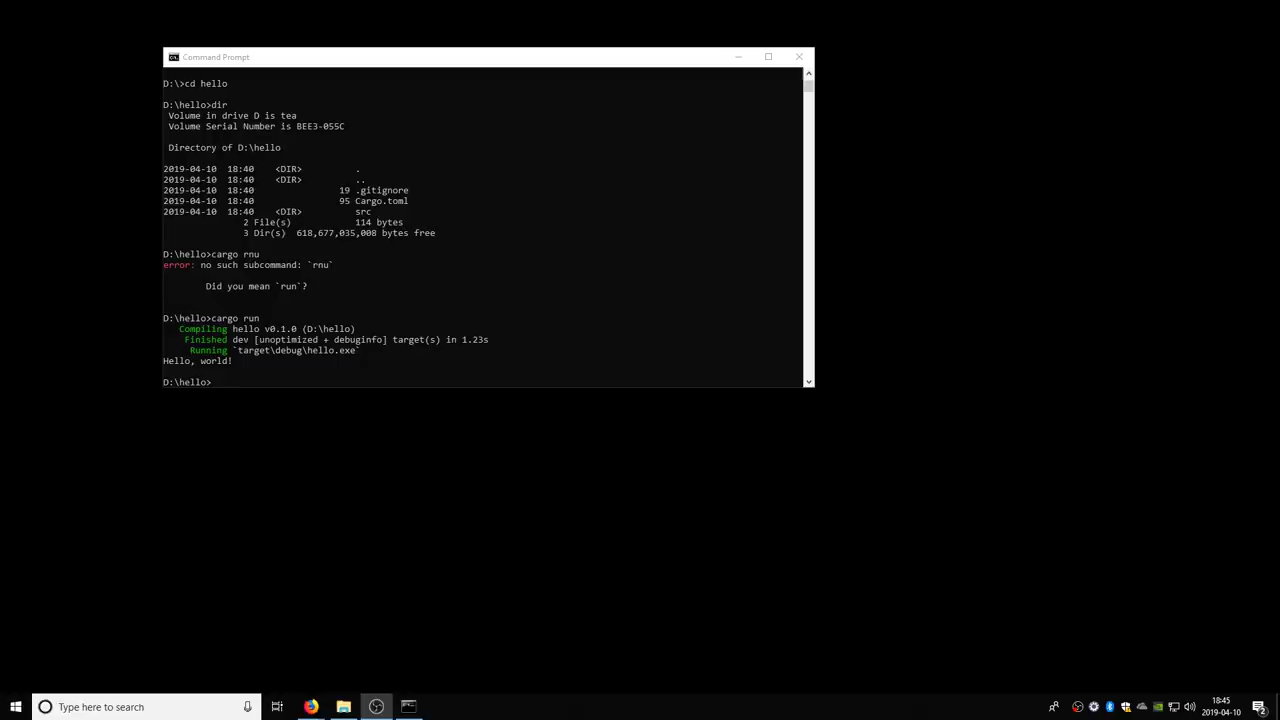 Command Prompt
D:\>cd hello
D:\hello>dir
Volume in drive D is tea
Volume Serial Number is BEE3-055C
Directory of D:\hello
2019-04-10  18:40    <DIR>          .
2019-04-10  18:40    <DIR>          ..
2019-04-10  18:40                19 .gitignore
2019-04-10  18:40                95 Cargo.toml
2019-04-10  18:40    <DIR>          src
2 File(s)            114 bytes
3 Dir(s)  618,677,035,008 bytes free
D:\hello>cargo rnu
error: no such subcommand: `rnu`
Did you mean `run`?
D:\hello>cargo run
Compiling hello v0.1.0 (D:\hello)
Finished dev [unoptimized + debuginfo] target(s) in 1.23s
Running `target\debug\hello.exe`
Hello, world!
D:\hello>
Type here to search
18:45
2019-04-10
2